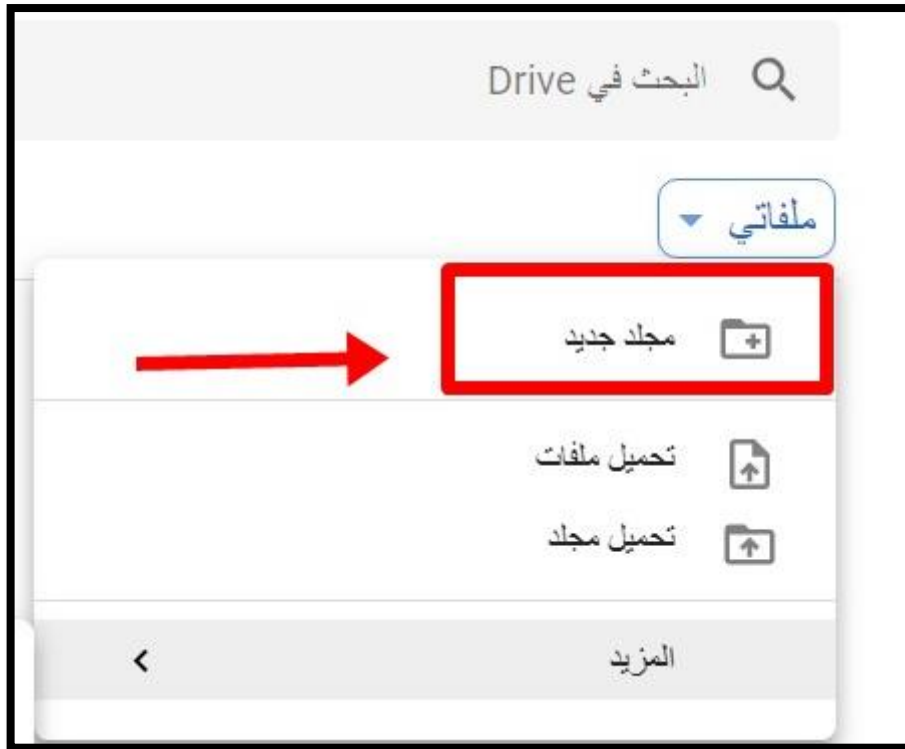 البحث في Drive
ملفاتي
مجلد جديد
تحميل ملفات
تحميل مجلد
المزيد